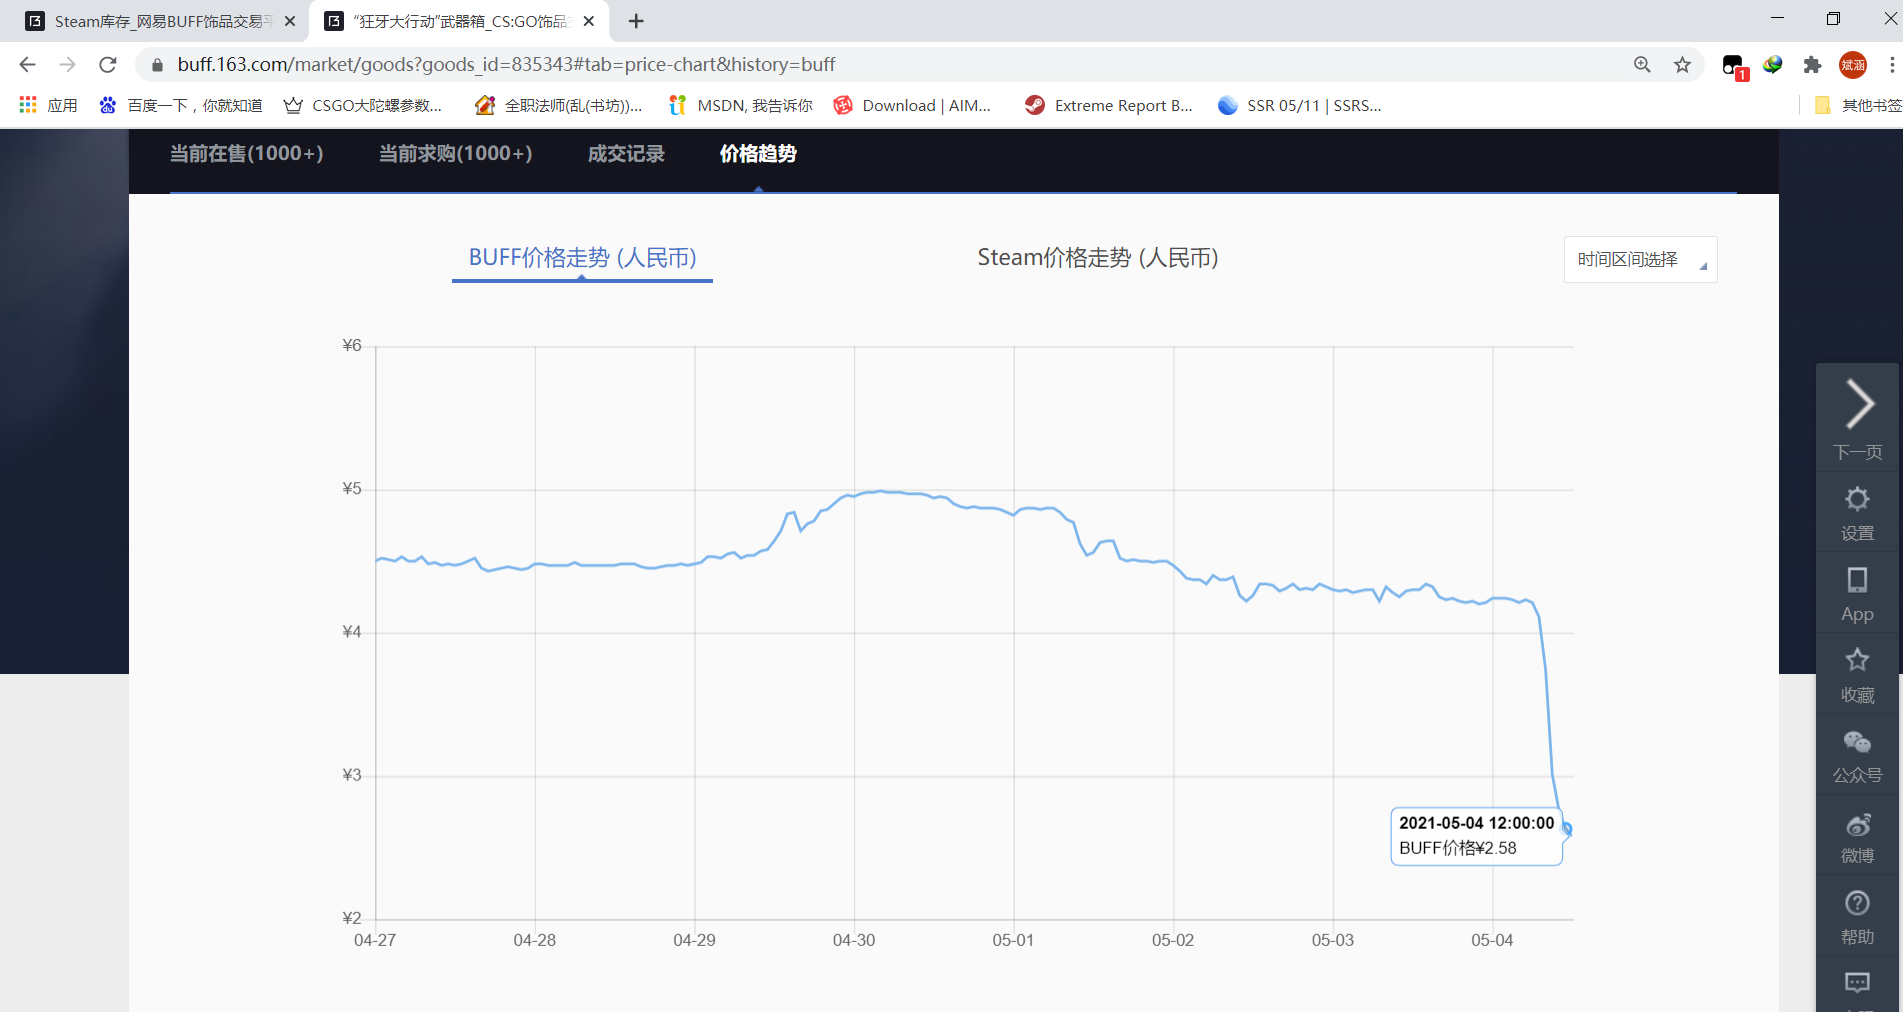 Steam库存_网易BUFF饰品交易平
“狂牙大行动”武器箱_CS:GO饰品
buff.163.com/market/goods?goods_id=835343#tab=price-chart&history=buff
1
斌涵
应用
百度一下，你就知道
CSGO大陀螺参数...
全职法师(乱(书坊))...
MSDN, 我告诉你
Download | AIM...
Extreme Report B...
SSR 05/11 | SSRS...
其他书签
当前在售(1000+)
当前求购(1000+)
成交记录
价格趋势
BUFF价格走势 (人民币)
Steam价格走势 (人民币)
时间区间选择
¥6
¥5
¥4
¥3
¥2
2021-05-04 12:00:00
BUFF价格¥2.58
04-27
04-28
04-29
04-30
05-01
05-02
05-03
05-04
下一页
设置
App
收藏
公众号
微博
帮助